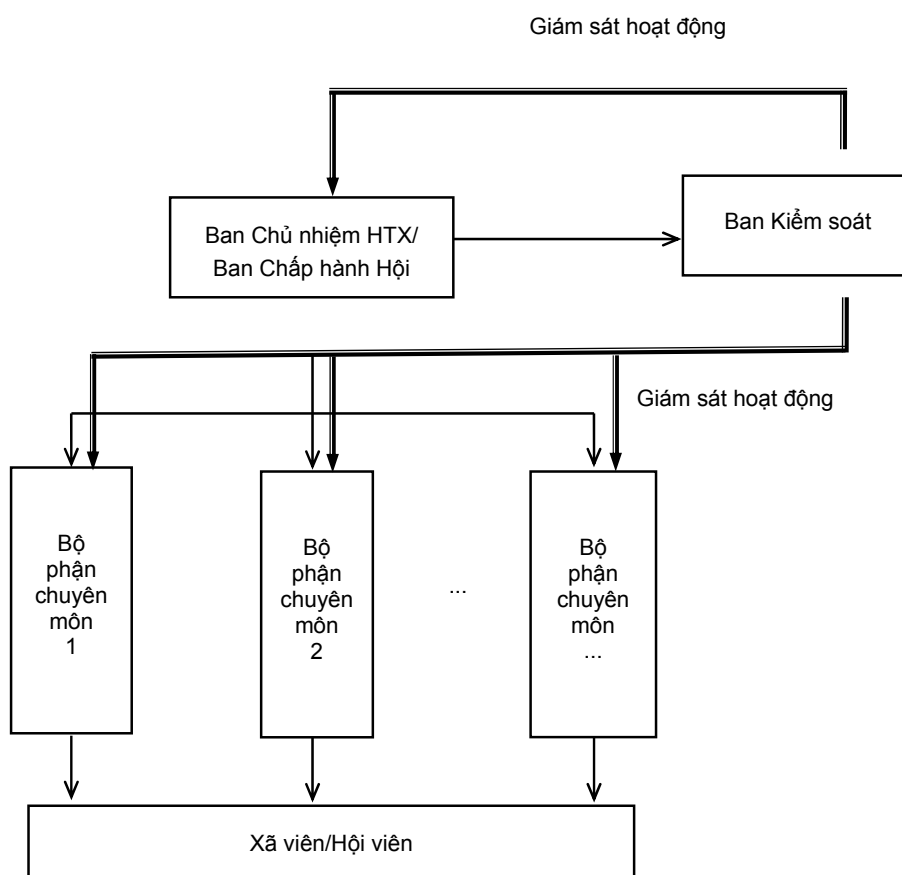 Giám sát hoạt động
Ban Chủ nhiệm HTX/
Ban Chấp hành Hội
Ban Kiểm soát
Giám sát hoạt động
Bộ
phận
chuyên
môn
1
Bộ
phận
chuyên
môn
2
...
Bộ
phận
chuyên
môn
...
Xã viên/Hội viên